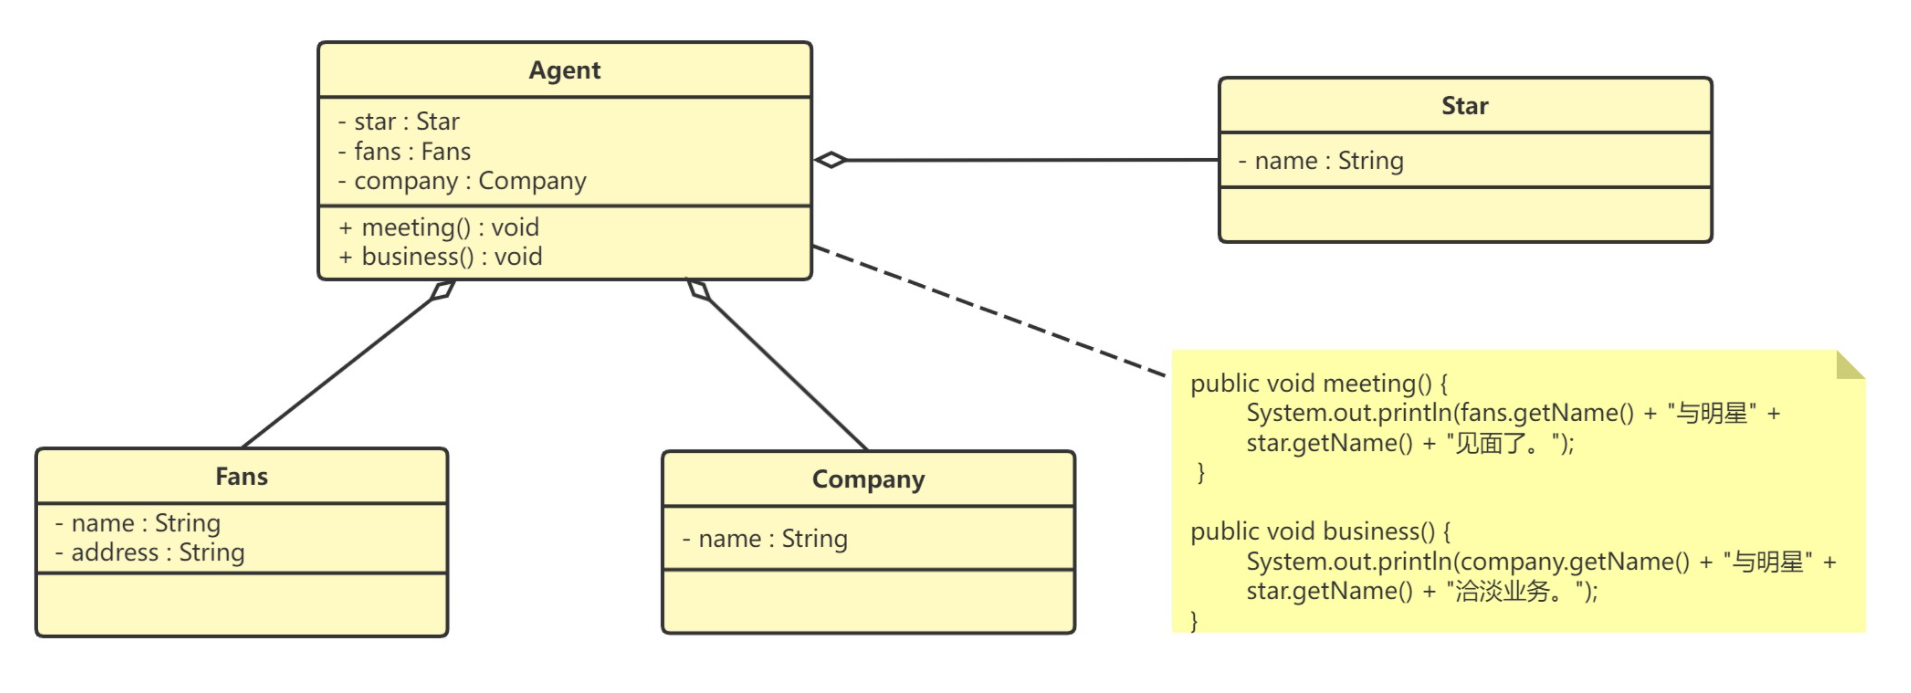 Agent
- star : Star
- fans : Fans
- company : Company
+ meeting() : void
+ business() : void
Star
- name : String
Fans
- name : String
- address : String
Company
- name : String
public void meeting() {
System.out.println(fans.getName() + "与明星" +
star.getName() + "见面了。");
}
public void business() {
System.out.println(company.getName() + "与明星" +
star.getName() + "洽淡业务。");
}